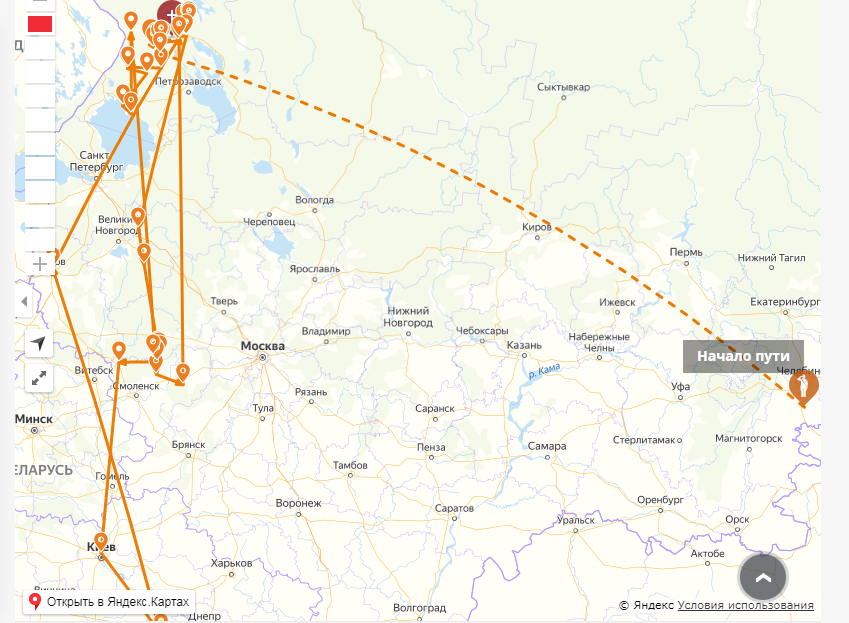 Петрозаводск
Сыктывкар
Санкт
Петербург
Вологда
Великий
Новгород
Череповец
Киров
ов
Пермь
Нижний Тагил
Ярославль
Тверь
Нижний
Новгород
Ижевск
Екатеринбург
Чебоксары
Москва
Владимир
Казань
Набережные
Челны
Начало пути
Витебск
р. Кама
Смоленск
Уфа
Челябин
Рязань
Минск
Тула
Саранск
Стерлитамак
Магнитогорск
Брянск
Пенза
Самара
ЕЛАРУСЬ
Гомель
Тамбов
Воронеж
Саратов
Оренбург
Уральск
Орск
Киев
Харьков
Актобе
Открыть в Яндекс.Картах
Днепр
Волгоград
© Яндекс Условия использования